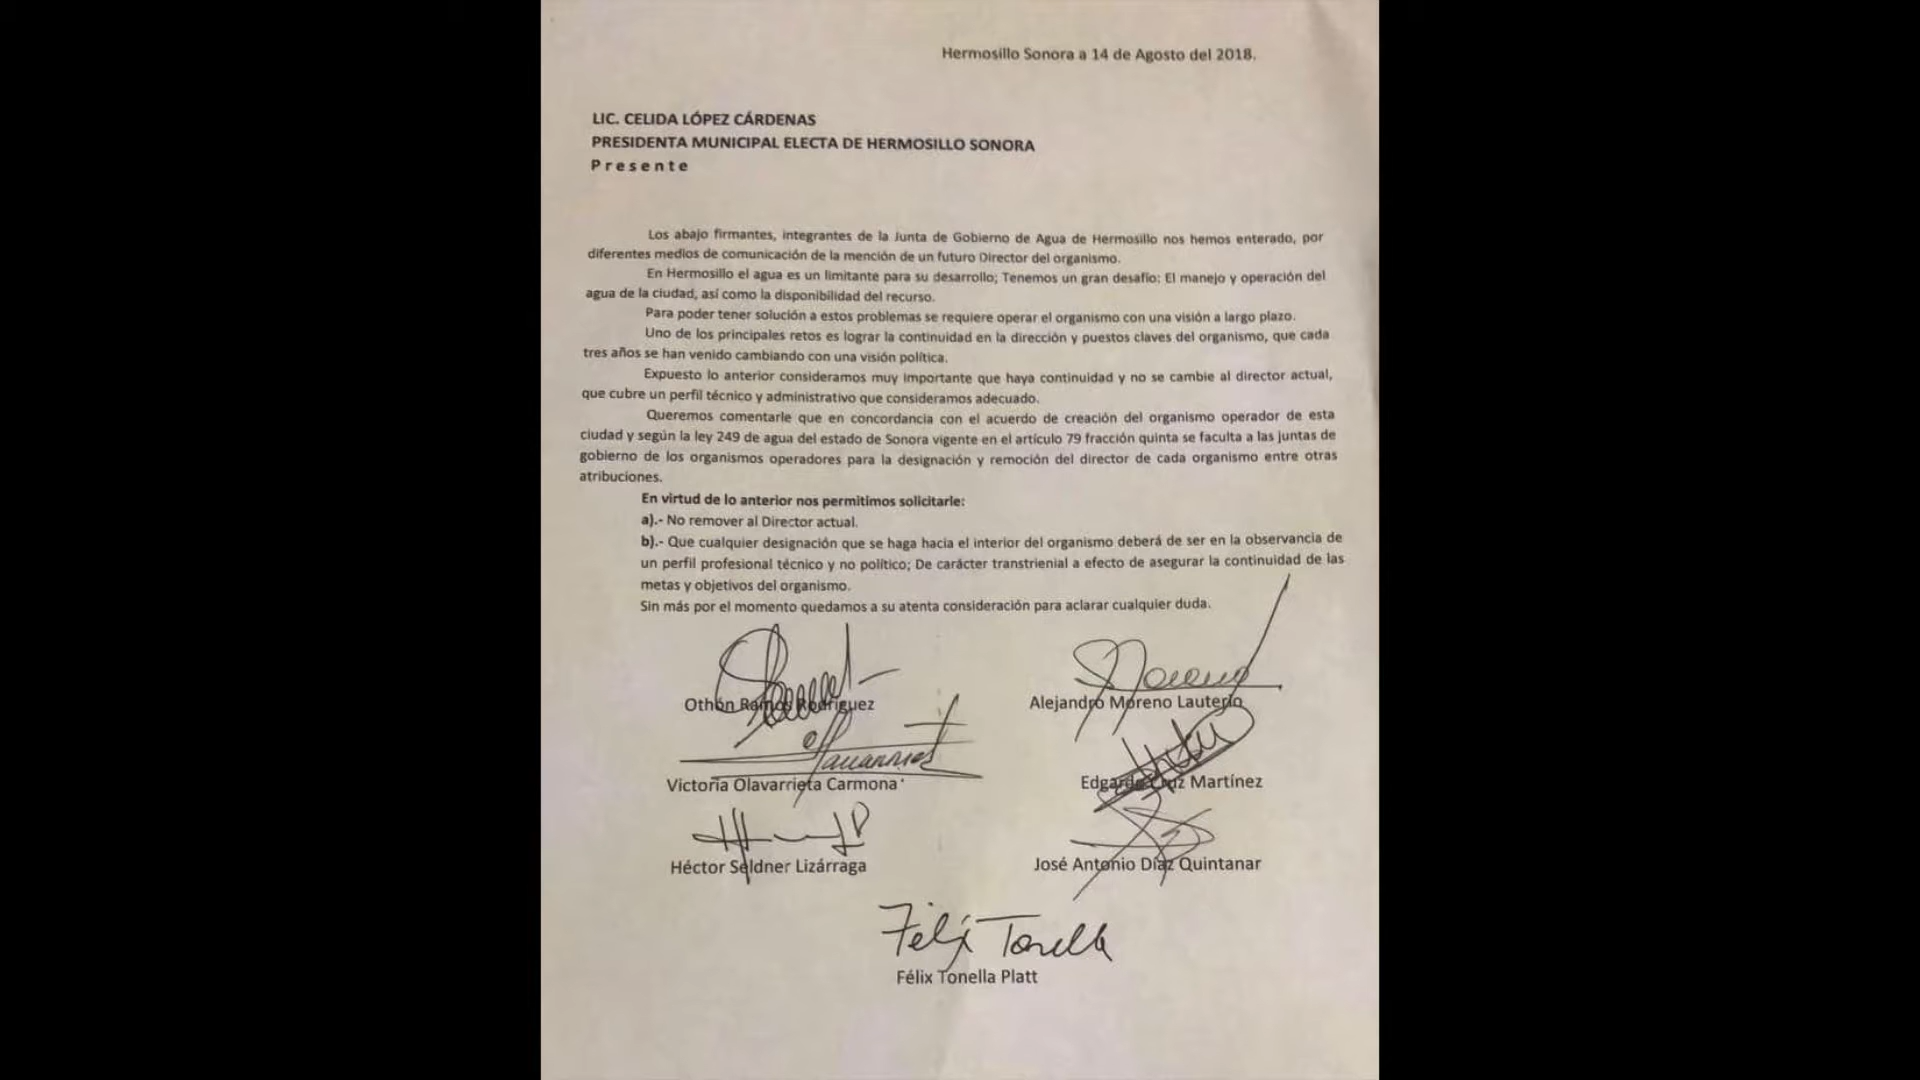 Hermosillo Sonora a 14 de Agosto del 2018.
LIC. CELIDA LÓPEZ CÁRDENAS
PRESIDENTA MUNICIPAL ELECTA DE HERMOSILLO SONORA
Presente
Los abajo firmantes, integrantes de la Junta de Gobierno de Agua de Hermosillo nos hemos enterado, por
diferentes medios de comunicación de la mención de un futuro Director del organismo.
En Hermosillo el agua es un limitante para su desarrollo; Tenemos un gran desafío: El manejo y operación del
agua de la ciudad, así como la disponibilidad del recurso.
Para poder tener solución a estos problemas se requiere operar el organismo con una visión a largo plazo.
Uno de los principales retos es lograr la continuidad en la dirección y puestos claves del organismo, que cada
tres años se han venido cambiando con una visión política.
Expuesto lo anterior consideramos muy importante que haya continuidad y no se cambie al director actual,
que cubre un perfil técnico y administrativo que consideramos adecuado.
Queremos comentarle que en concordancia con el acuerdo de creación del organismo operador de esta
ciudad y según la ley 249 de agua del estado de Sonora vigente en el artículo 79 fracción quinta se faculta a las juntas de
gobierno de los organismos operadores para la designación y remoción del director de cada organismo entre otras
atribuciones.
En virtud de lo anterior nos permitimos solicitarle:
a).- No remover al Director actual.
b).- Que cualquier designación que se haga hacia el interior del organismo deberá de ser en la observancia de
un perfil profesional técnico y no político; De carácter transtrienial a efecto de asegurar la continuidad de las
metas y objetivos del organismo.
Sin más por el momento quedamos a su atenta consideración para aclarar cualquier duda.
Othón Ramos Rodríguez
Alejandro Moreno Lauterio
Victoria Olavarrieta Carmona
Edgardo Cruz Martínez
Héctor Seldner Lizárraga
José Antonio Díaz Quintanar
Félix Tonella
Félix Tonella Platt